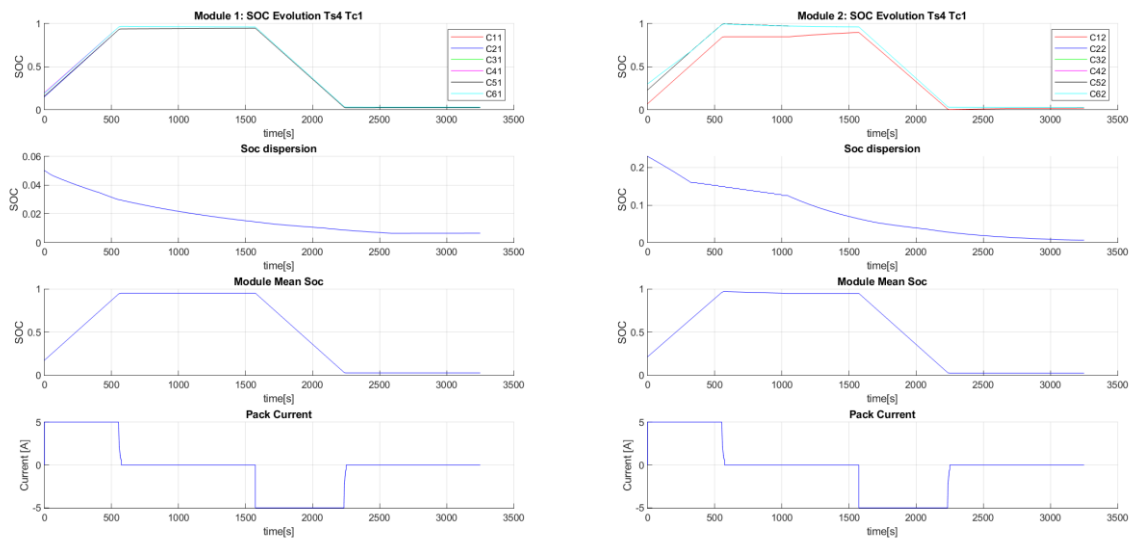 Module 1: SOC Evolution Ts4 Tc1
SOC
1
0.5
0
C11
C21
C31
C41
C51
C61
0 500 1000 1500 2000 2500 3000 3500
time[s]
Soc dispersion
SOC
0.06
0.04
0.02
0
0 500 1000 1500 2000 2500 3000 3500
time[s]
Module Mean Soc
SOC
1
0.5
0
0 500 1000 1500 2000 2500 3000 3500
time[s]
Pack Current
Current [A]
5
0
-5
0 500 1000 1500 2000 2500 3000 3500
time[s]
Module 2: SOC Evolution Ts4 Tc1
SOC
1
0.5
0
C12
C22
C32
C42
C52
C62
0 500 1000 1500 2000 2500 3000 3500
time[s]
Soc dispersion
SOC
0.2
0.1
0
0 500 1000 1500 2000 2500 3000 3500
time[s]
Module Mean Soc
SOC
1
0.5
0
0 500 1000 1500 2000 2500 3000 3500
time[s]
Pack Current
Current [A]
5
0
-5
0 500 1000 1500 2000 2500 3000 3500
time[s]